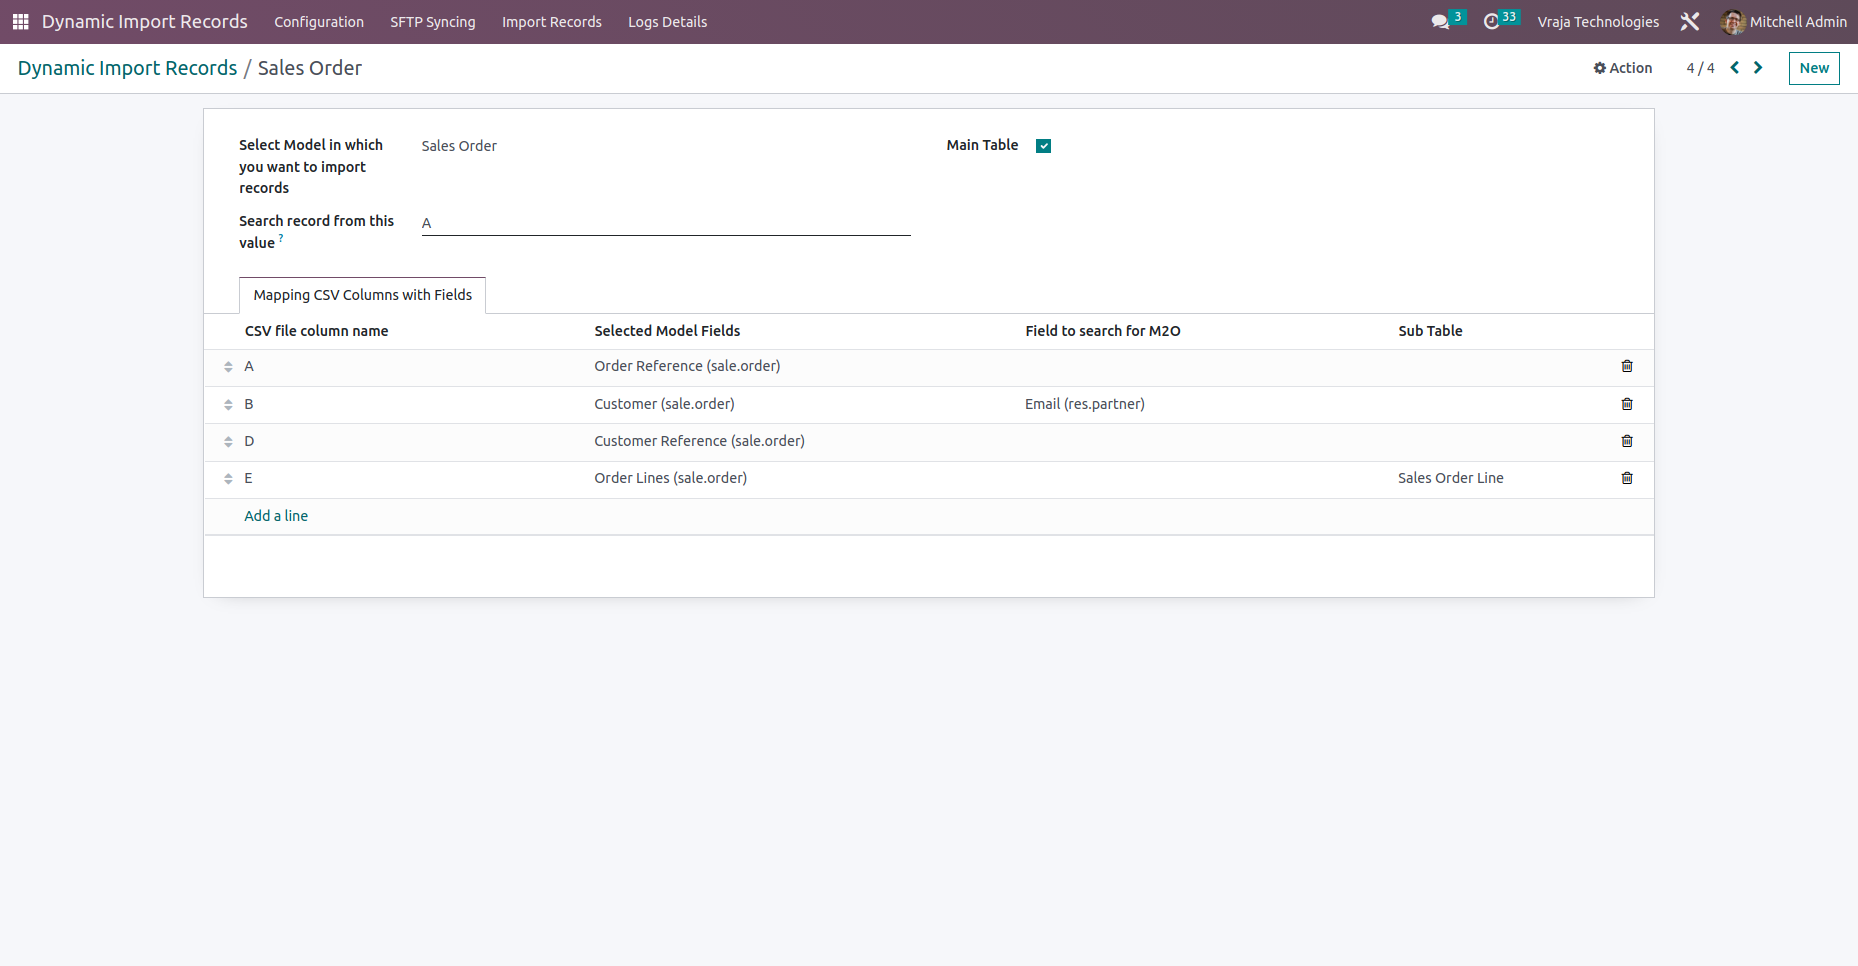 Dynamic Import Records Configuration SFTP Syncing Import Records Logs Details 3 33 Vraja Technologies Mitchell Admin
Dynamic Import Records / Sales Order Action 4 / 4 New
Select Model in which you want to import records Sales Order Main Table
Search record from this value ? A
Mapping CSV Columns with Fields
CSV file column name Selected Model Fields Field to search for M2O Sub Table
A Order Reference (sale.order)
B Customer (sale.order) Email (res.partner)
D Customer Reference (sale.order)
E Order Lines (sale.order) Sales Order Line
Add a line